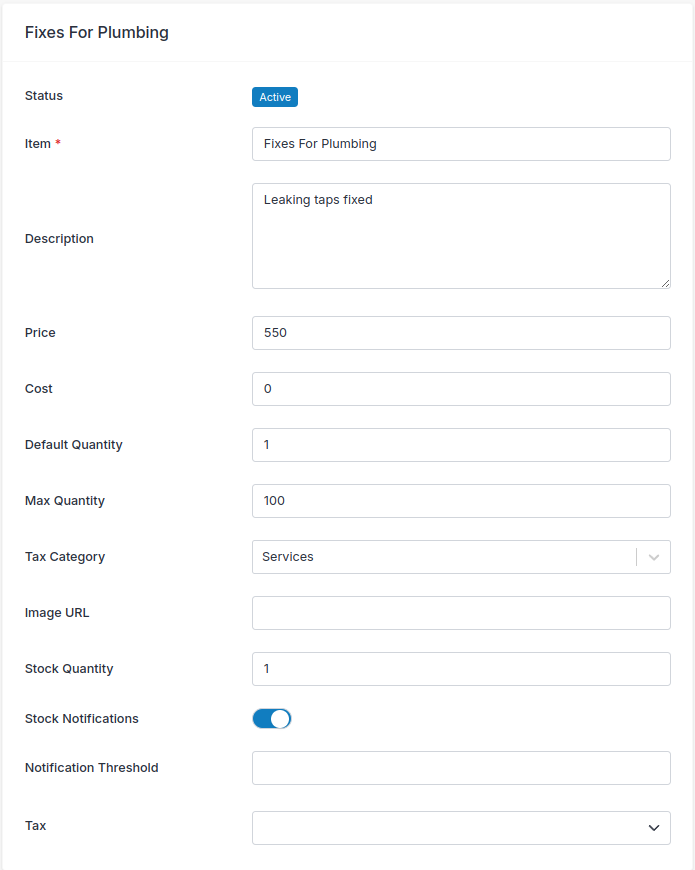 Fixes For Plumbing
Status Active
Item * Fixes For Plumbing
Description Leaking taps fixed
Price 550
Cost 0
Default Quantity 1
Max Quantity 100
Tax Category Services
Image URL
Stock Quantity 1
Stock Notifications
Notification Threshold
Tax